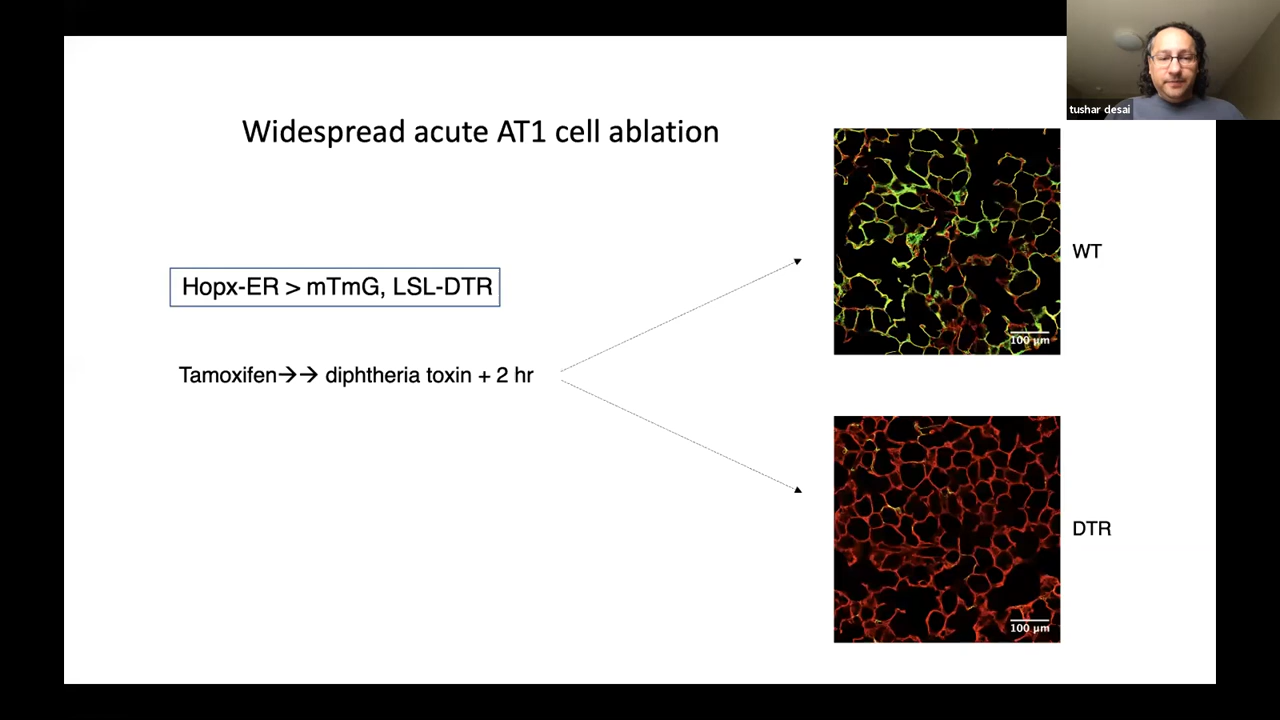 tushar desai
Widespread acute AT1 cell ablation
WT
Hopx-ER > mTmG, LSL-DTR
100 µm
Tamoxifen→→ diphtheria toxin + 2 hr
DTR
100 µm